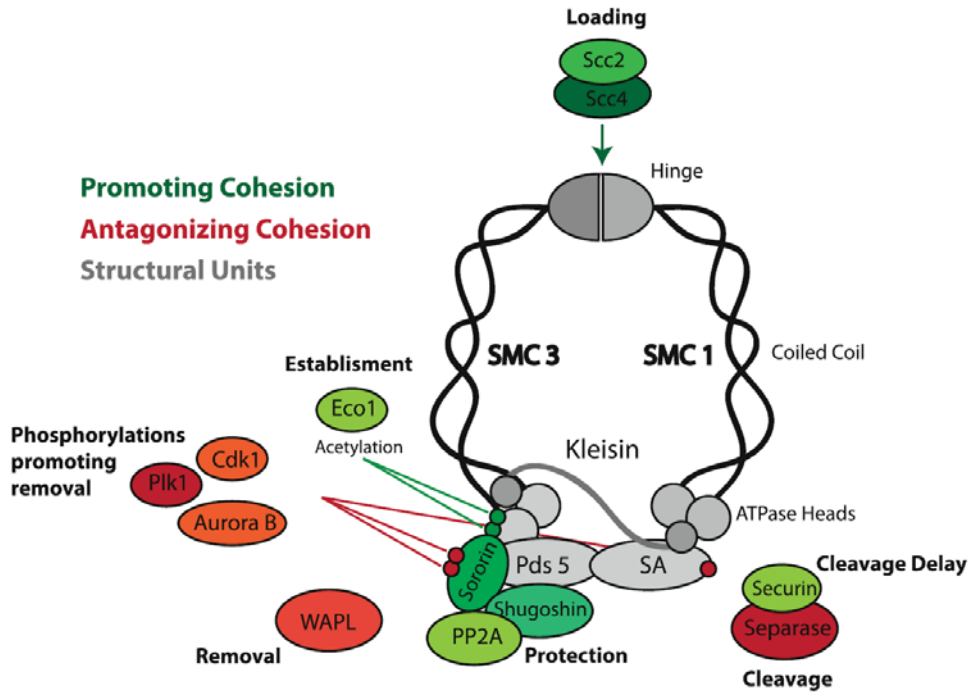 Loading
Scc2
Scc4
Hinge
Promoting Cohesion
Antagonizing Cohesion
Structural Units
SMC 3
SMC 1
Coiled Coil
Establisment
Eco1
Acetylation
Kleisin
Phosphorylations
promoting
removal
Cdk1
Plk1
Aurora B
ATPase Heads
Sororin
Pds 5
SA
Cleavage Delay
Securin
Separase
Cleavage
Shugoshin
PP2A
Protection
WAPL
Removal